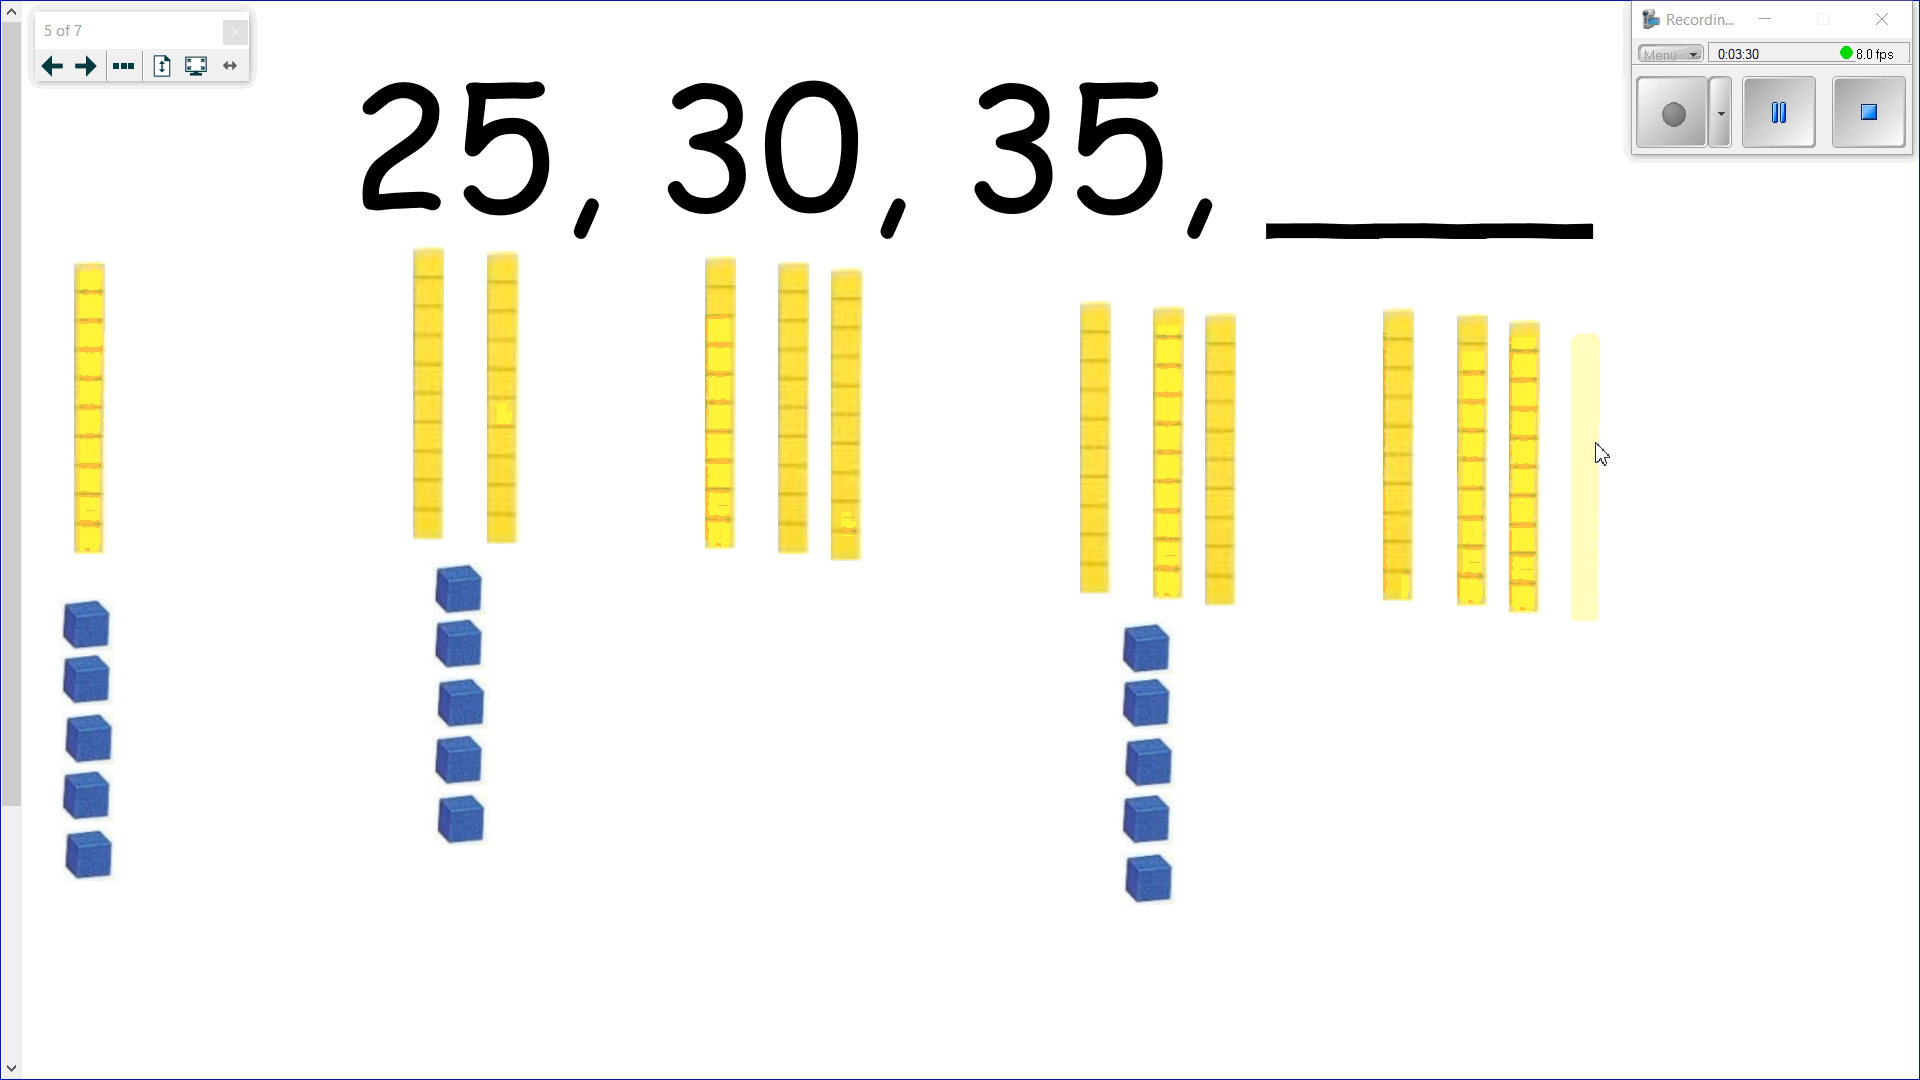 5 of 7
Recordin...
Menu
0:03:30
8.0 fps
25, 30, 35, ____